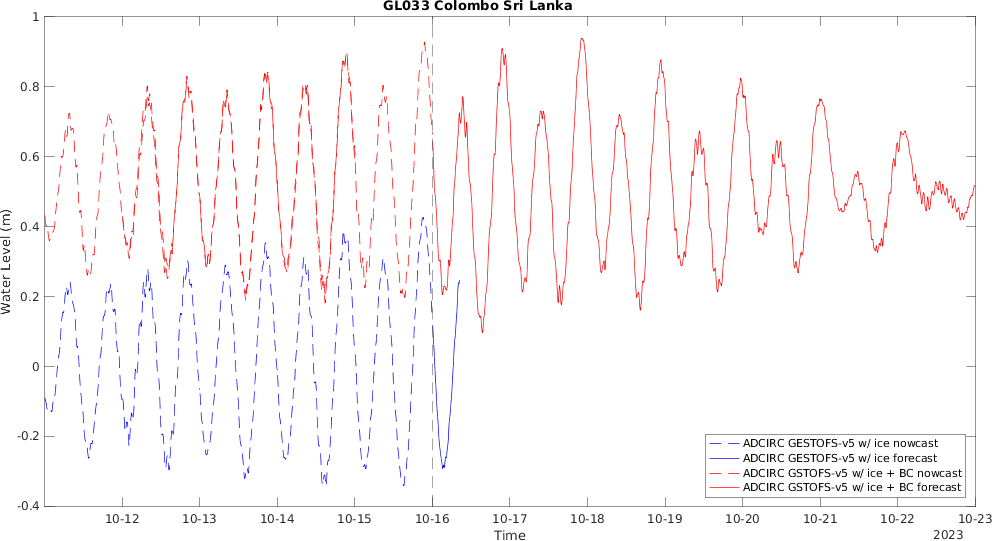 GL033 Colombo Sri Lanka
1
0.8
0.6
0.4
0.2
0
-0.2
-0.4
Water Level (m)
10-12 10-13 10-14 10-15 10-16 10-17 10-18 10-19 10-20 10-21 10-22 10-23
Time
2023
ADCIRC GESTOFS-v5 w/ ice nowcast
ADCIRC GESTOFS-v5 w/ ice forecast
ADCIRC GSTOFS-v5 w/ ice + BC nowcast
ADCIRC GSTOFS-v5 w/ ice + BC forecast